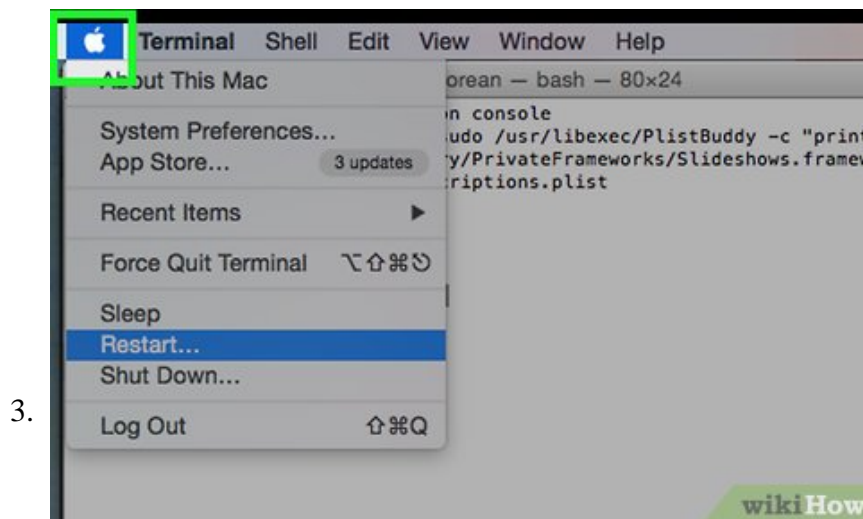 Terminal Shell Edit View Window Help
About This Mac
orean — bash — 80×24
System Preferences...
App Store... 3 updates
Recent Items
Force Quit Terminal ⌥⇧⌘⎋
Sleep
Restart...
Shut Down...
Log Out ⇧⌘Q
n console
udo /usr/libexec/PlistBuddy -c "print
y/PrivateFrameworks/Slideshows.framew
riptions.plist
3.
wikiHow